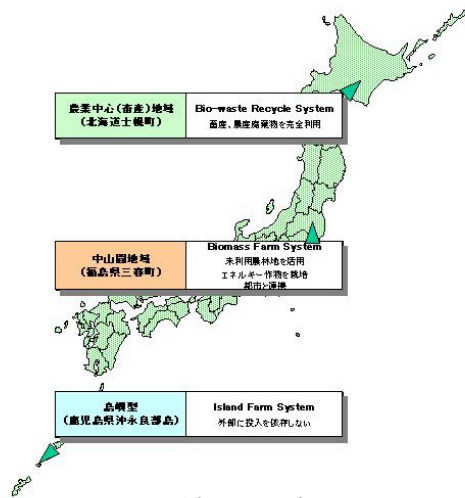 農業中心(畜産)地域
(北海道士幌町)
Bio-waste Recycle System
畜産、農産廃棄物を完全利用
中山間地域
(福島県三春町)
Biomass Farm System
未利用農林地を活用
エネルギー作物を栽培
都市と連携
島嶼型
(鹿児島県沖永良部島)
Island Farm System
外部に投入を依存しない